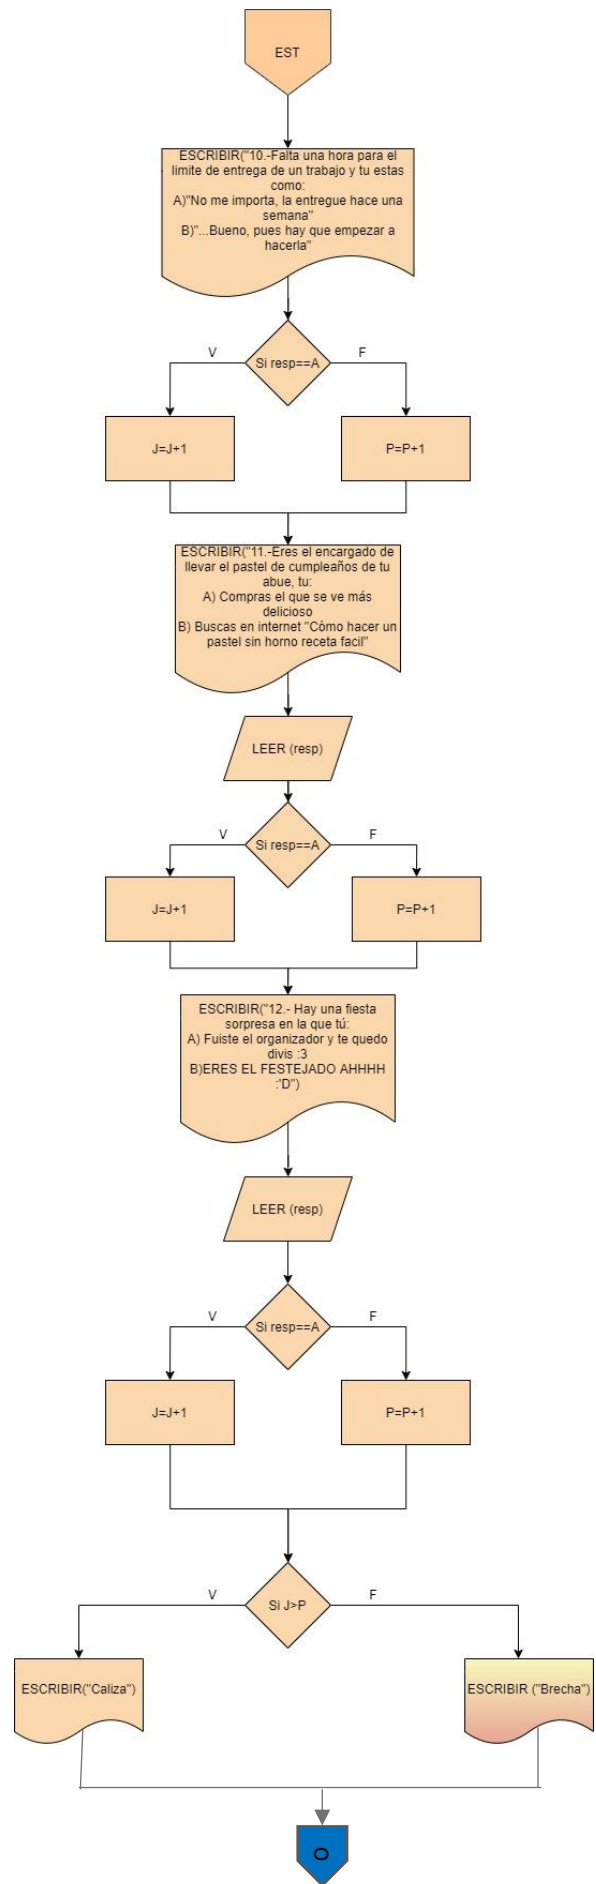 EST
ESCRIBIR("10.-Falta una hora para el
limite de entrega de un trabajo y tu estas
como:
A)"No me importa, la entregue hace una
semana"
B)"...Bueno, pues hay que empezar a
hacerla"
Si resp==A
V
F
J=J+1
P=P+1
ESCRIBIR("11.-Eres el encargado de
llevar el pastel de cumpleaños de tu
abue, tu:
A) Compras el que se ve más
delicioso
B) Buscas en internet "Cómo hacer un
pastel sin horno receta facil"
LEER (resp)
Si resp==A
V
F
J=J+1
P=P+1
ESCRIBIR("12.- Hay una fiesta
sorpresa en la que tú:
A) Fuiste el organizador y te quedo
divis :3
B)ERES EL FESTEJADO AHHHH
:'D")
LEER (resp)
Si resp==A
V
F
J=J+1
P=P+1
Si J>P
V
F
ESCRIBIR("Caliza")
ESCRIBIR ("Brecha")
O